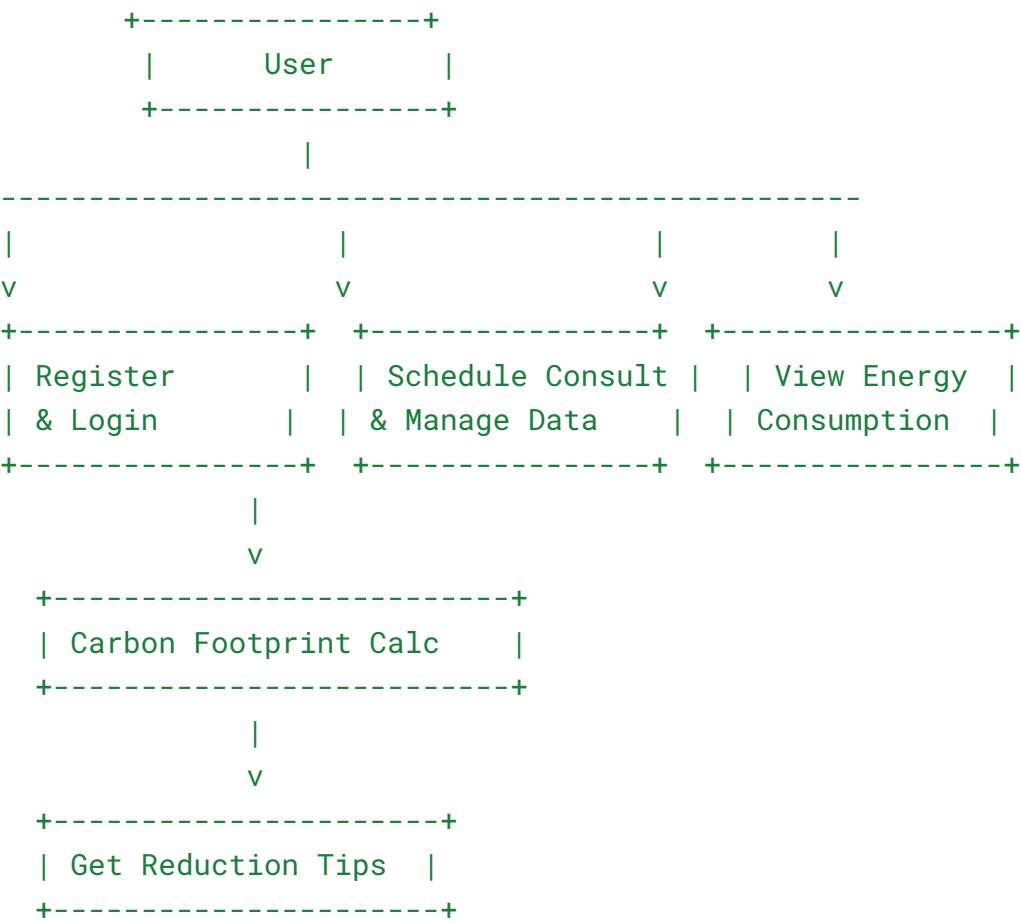 +----------------+
|      User      |
+----------------+
|
-------------------------------------------------
|                  |                 |         |
v                  v                 v         v
+----------------+  +----------------+  +----------------+
| Register       |  | Schedule Consult |  | View Energy  |
| & Login       |  | & Manage Data    |  | Consumption  |
+----------------+  +----------------+  +----------------+
|
v
+--------------------------+
| Carbon Footprint Calc    |
+--------------------------+
|
v
+----------------------+
| Get Reduction Tips  |
+----------------------+